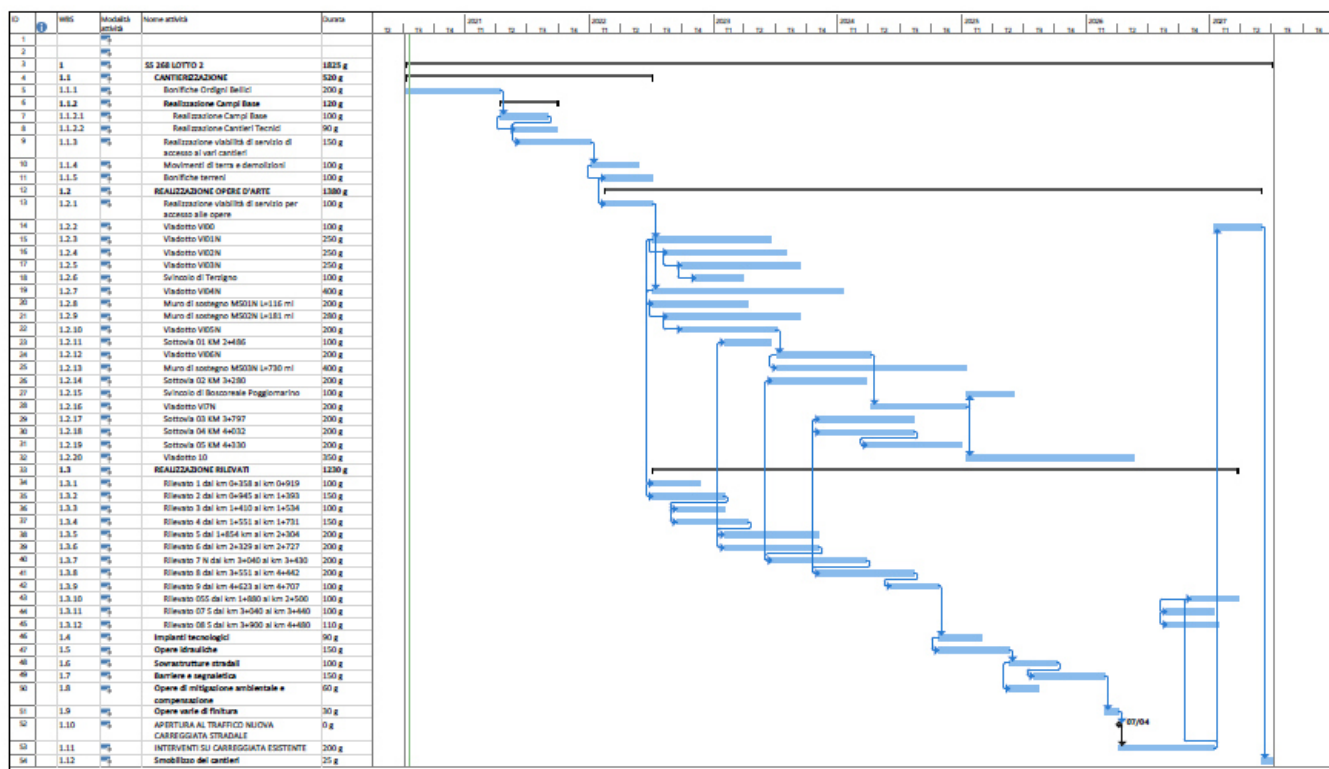 ID WBS Modalità attività Nome attività Durata 2021 2022 2023 2024 2025 2026 2027
T2 T3 T4 T1 T2 T3 T4 T1 T2 T3 T4 T1 T2 T3 T4 T1 T2 T3 T4 T1 T2 T3 T4 T1 T2 T3 T4 T1 T2 T3 T4
1
2
3 1 SS 268 LOTTO 2 1825 g
4 1.1 CANTIERIZZAZIONE 520 g
5 1.1.1 Bonifiche Ordigni Bellici 200 g
6 1.1.2 Realizzazione Campi Base 120 g
7 1.1.2.1 Realizzazione Campi Base 100 g
8 1.1.2.2 Realizzazione Cantieri Tecnici 90 g
9 1.1.3 Realizzazione viabilità di servizio di accesso ai vari cantieri 150 g
10 1.1.4 Movimenti di terra e demolizioni 100 g
11 1.1.5 Bonifiche terreni 100 g
12 1.2 REALIZZAZIONE OPERE D'ARTE 1380 g
13 1.2.1 Realizzazione viabilità di servizio per accesso alle opere 100 g
14 1.2.2 Viadotto VI00 100 g
15 1.2.3 Viadotto VI01N 250 g
16 1.2.4 Viadotto VI02N 250 g
17 1.2.5 Viadotto VI03N 250 g
18 1.2.6 Svincolo di Terzigno 100 g
19 1.2.7 Viadotto VI04N 400 g
20 1.2.8 Muro di sostegno MS01N L=116 ml 200 g
21 1.2.9 Muro di sostegno MS02N L=181 ml 280 g
22 1.2.10 Viadotto VI05N 200 g
23 1.2.11 Sottovia 01 KM 2+486 100 g
24 1.2.12 Viadotto VI06N 200 g
25 1.2.13 Muro di sostegno MS03N L=730 ml 400 g
26 1.2.14 Sottovia 02 KM 3+280 200 g
27 1.2.15 Svincolo di Boscoreale Poggiomarino 100 g
28 1.2.16 Viadotto VI7N 200 g
29 1.2.17 Sottovia 03 KM 3+797 200 g
30 1.2.18 Sottovia 04 KM 4+032 200 g
31 1.2.19 Sottovia 05 KM 4+330 200 g
32 1.2.20 Viadotto 10 350 g
33 1.3 REALIZZAZIONE RILEVATI 1230 g
34 1.3.1 Rilevato 1 dal km 0+358 al km 0+919 100 g
35 1.3.2 Rilevato 2 dal km 0+945 al km 1+393 150 g
36 1.3.3 Rilevato 3 dal km 1+410 al km 1+534 100 g
37 1.3.4 Rilevato 4 dal km 1+551 al km 1+731 150 g
38 1.3.5 Rilevato 5 dal 1+854 km al km 2+304 200 g
39 1.3.6 Rilevato 6 dal km 2+329 al km 2+727 200 g
40 1.3.7 Rilevato 7 N dal km 3+040 al km 3+430 200 g
41 1.3.8 Rilevato 8 dal km 3+551 al km 4+442 200 g
42 1.3.9 Rilevato 9 dal km 4+623 al km 4+707 100 g
43 1.3.10 Rilevato 05S dal km 1+880 al km 2+500 100 g
44 1.3.11 Rilevato 07 S dal km 3+040 al km 3+440 100 g
45 1.3.12 Rilevato 08 S dal km 3+900 al km 4+480 110 g
46 1.4 Impianti tecnologici 90 g
47 1.5 Opere idrauliche 150 g
48 1.6 Sovrastrutture stradali 100 g
49 1.7 Barriere e segnaletica 150 g
50 1.8 Opere di mitigazione ambientale e compensazione 60 g
51 1.9 Opere varie di finitura 30 g
52 1.10 APERTURA AL TRAFFICO NUOVA CARREGGIATA STRADALE 0 g 07/04
53 1.11 INTERVENTI SU CARREGGIATA ESISTENTE 200 g
54 1.12 Smobilizzo dei cantieri 25 g